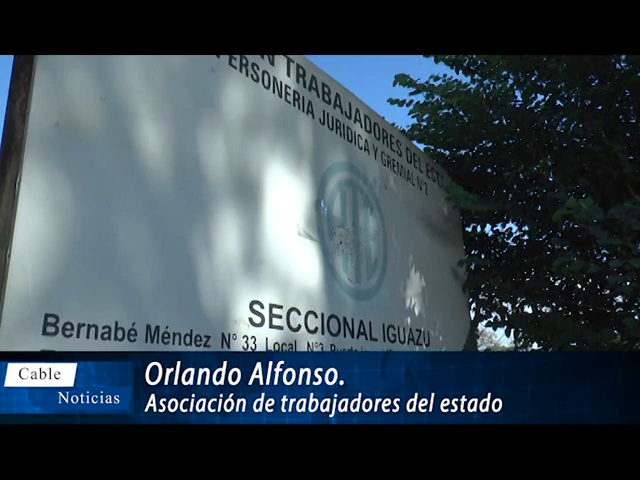 N TRABAJADORES DEL ESTA
PERSONERIA JURIDICA Y GREMIAL N°2
ATE
SECCIONAL IGUAZU
Bernabé Méndez N° 33 Local N°3
Orlando Alfonso.
Cable
Noticias
Asociación de trabajadores del estado